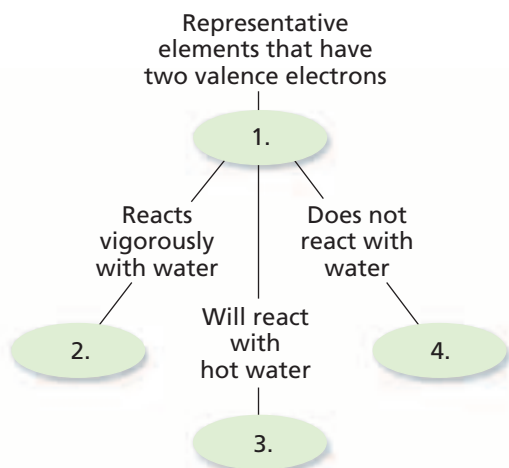 Representative
elements that have
two valence electrons
1.
Reacts
vigorously
with water
Does not
react with
water
Will react
with
hot water
2.
4.
3.